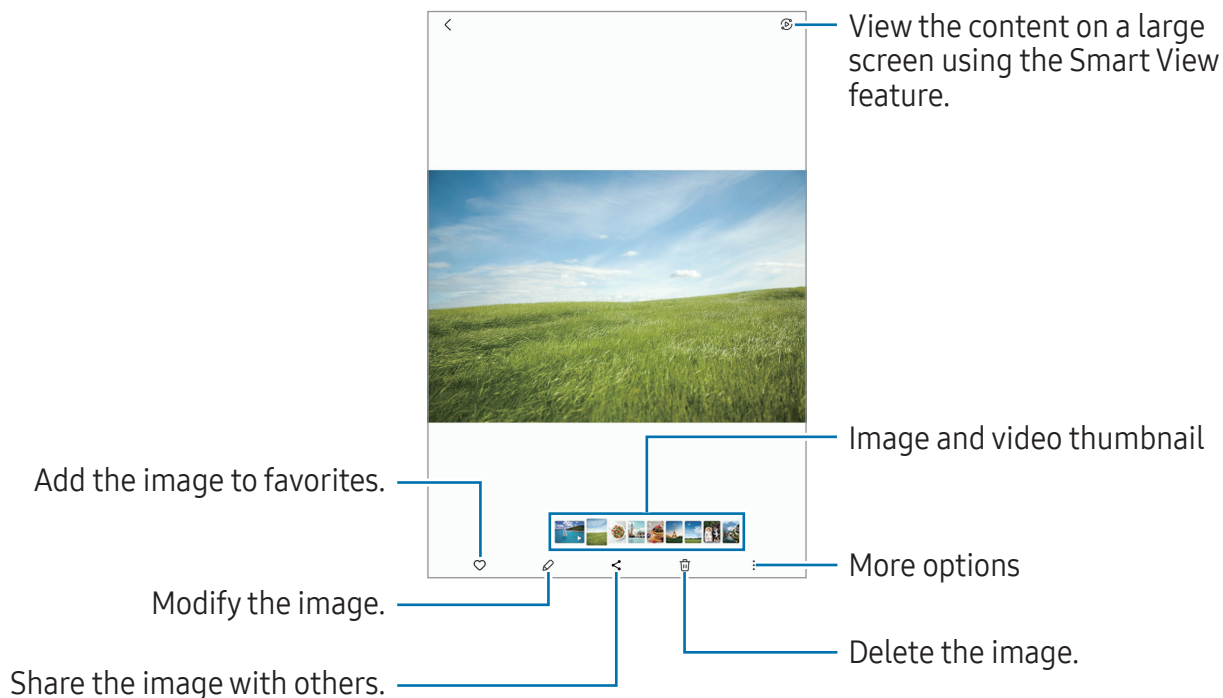 View the content on a large
screen using the Smart View
feature.
Image and video thumbnail
Add the image to favorites.
More options
Modify the image.
Delete the image.
Share the image with others.